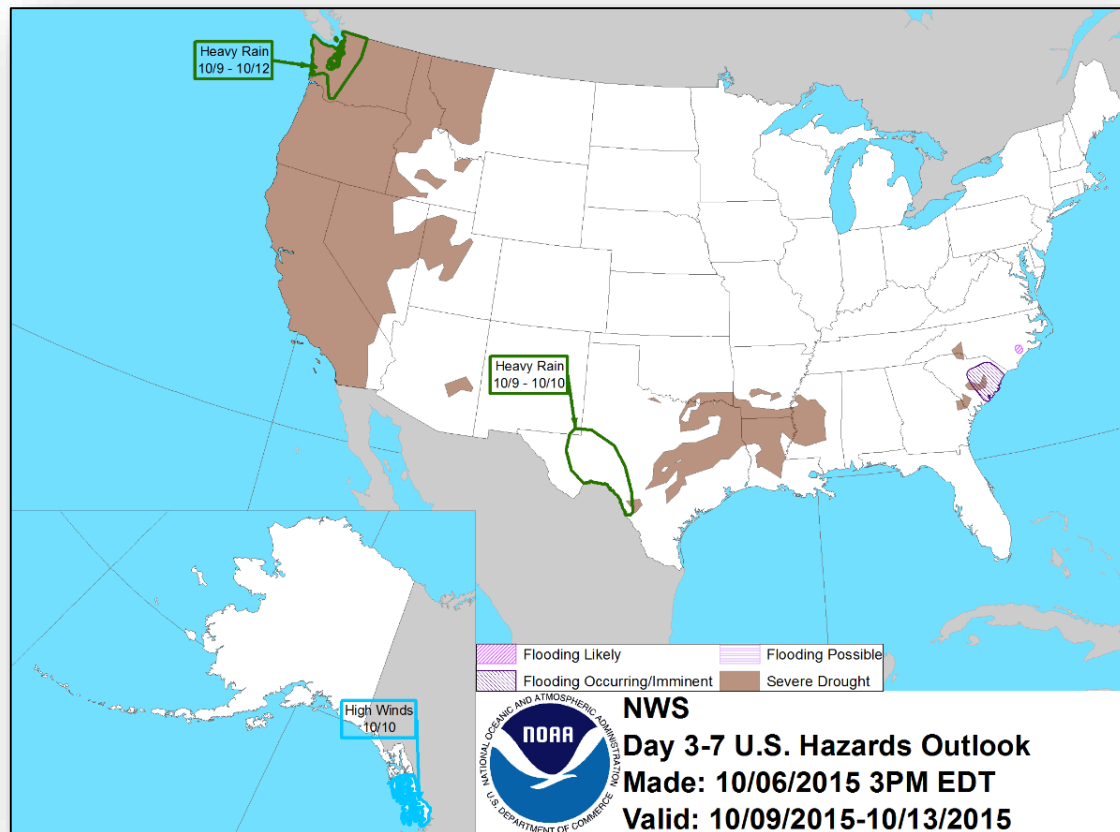 Heavy Rain
10/9 - 10/12
Heavy Rain
10/9 - 10/10
High Winds
10/10
Flooding Likely
Flooding Possible
Flooding Occurring/Imminent
Severe Drought
NATIONAL OCEANIC AND ATMOSPHERIC ADMINISTRATION
NOAA
U.S. DEPARTMENT OF COMMERCE
NWS
Day 3-7 U.S. Hazards Outlook
Made: 10/06/2015 3PM EDT
Valid: 10/09/2015-10/13/2015